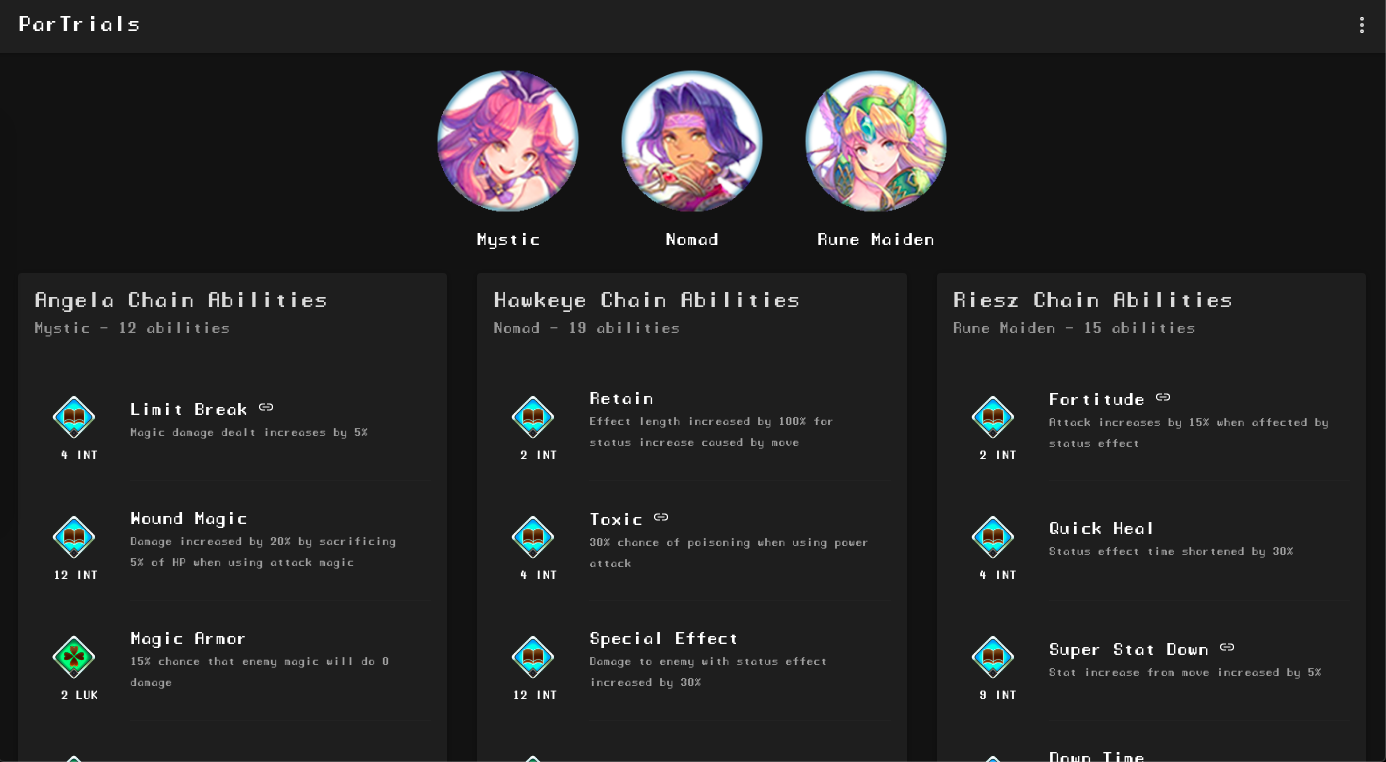 ParTrials
Mystic
Nomad
Rune Maiden
Angela Chain Abilities
Mystic - 12 abilities
Limit Break
Magic damage dealt increases by 5%
4 INT
Wound Magic
Damage increased by 20% by sacrificing
5% of HP when using attack magic
12 INT
Magic Armor
15% chance that enemy magic will do 0
damage
2 LUK
Hawkeye Chain Abilities
Nomad - 19 abilities
Retain
Effect length increased by 100% for
status increase caused by move
2 INT
Toxic
30% chance of poisoning when using power
attack
4 INT
Special Effect
Damage to enemy with status effect
increased by 30%
12 INT
Riesz Chain Abilities
Rune Maiden - 15 abilities
Fortitude
Attack increases by 15% when affected by
status effect
2 INT
Quick Heal
Status effect time shortened by 30%
4 INT
Super Stat Down
Stat increase from move increased by 5%
9 INT
Down Time